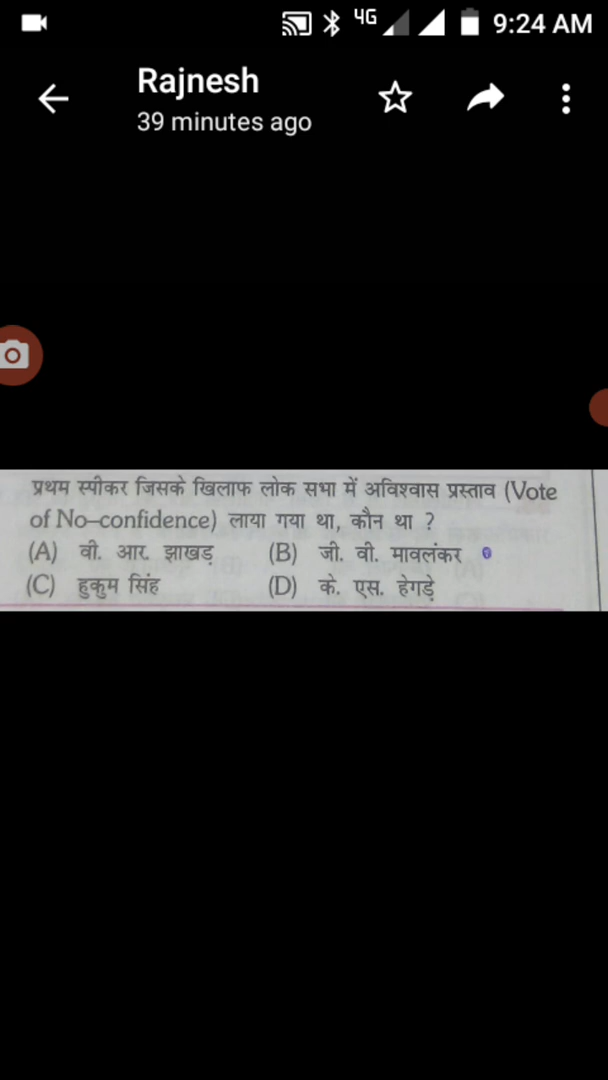 4G 9:24 AM
Rajnesh
39 minutes ago
प्रथम स्पीकर जिसके खिलाफ लोक सभा में अविश्वास प्रस्ताव (Vote
of No–confidence) लाया गया था, कौन था ?
(A) वी. आर. झाखड़ (B) जी. वी. मावलंकर
(C) हुकुम सिंह (D) के. एस. हेगड़े